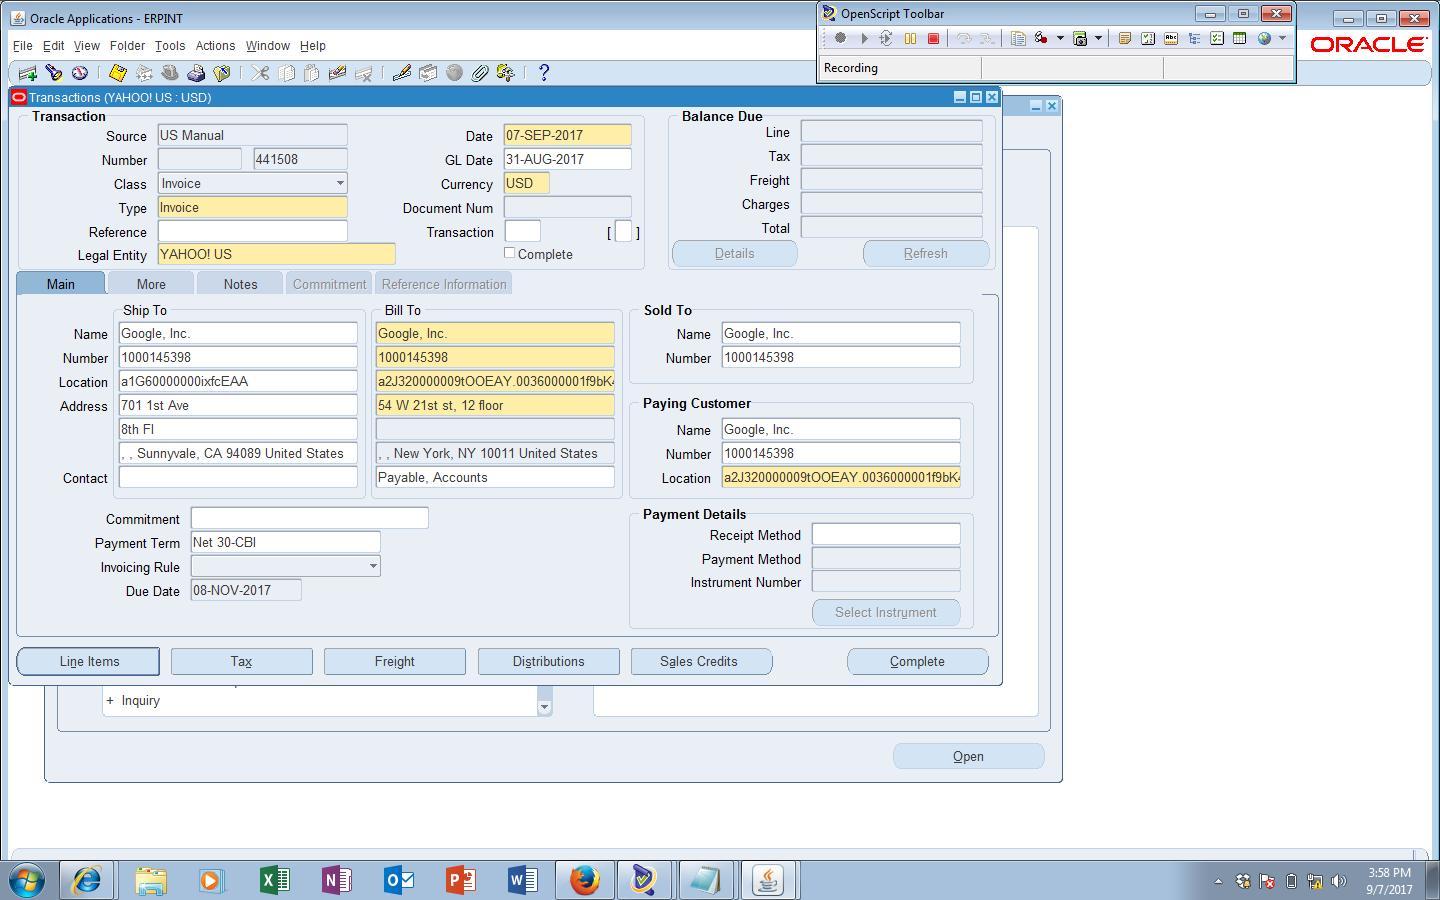 Oracle Applications - ERPINT
OpenScript Toolbar
File Edit View Folder Tools Actions Window Help
ORACLE
Recording
Transactions (YAHOO! US : USD)
Transaction
Source US Manual
Number 441508
Class Invoice
Type Invoice
Reference
Legal Entity YAHOO! US
Date 07-SEP-2017
GL Date 31-AUG-2017
Currency USD
Document Num
Transaction [ ]
Complete
Balance Due
Line
Tax
Freight
Charges
Total
Details Refresh
Main More Notes Commitment Reference Information
Ship To
Name Google, Inc.
Number 1000145398
Location a1G60000000ixfcEAA
Address 701 1st Ave
8th Fl
, , Sunnyvale, CA 94089 United States
Contact
Bill To
Google, Inc.
1000145398
a2J320000009tOOEAY.0036000001f9bK4
54 W 21st st, 12 floor
, , New York, NY 10011 United States
Payable, Accounts
Sold To
Name Google, Inc.
Number 1000145398
Paying Customer
Name Google, Inc.
Number 1000145398
Location a2J320000009tOOEAY.0036000001f9bK4
Commitment
Payment Term Net 30-CBI
Invoicing Rule
Due Date 08-NOV-2017
Payment Details
Receipt Method
Payment Method
Instrument Number
Select Instrument
Line Items Tax Freight Distributions Sales Credits Complete
+ Inquiry
Open
3:58 PM
9/7/2017